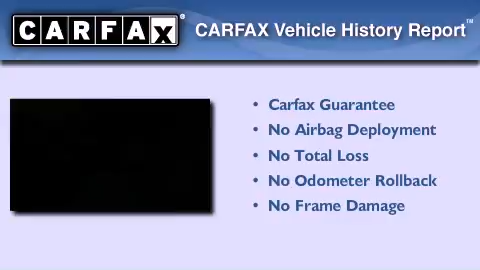 CARFAX® CARFAX Vehicle History Report™
• Carfax Guarantee
• No Airbag Deployment
• No Total Loss
• No Odometer Rollback
• No Frame Damage